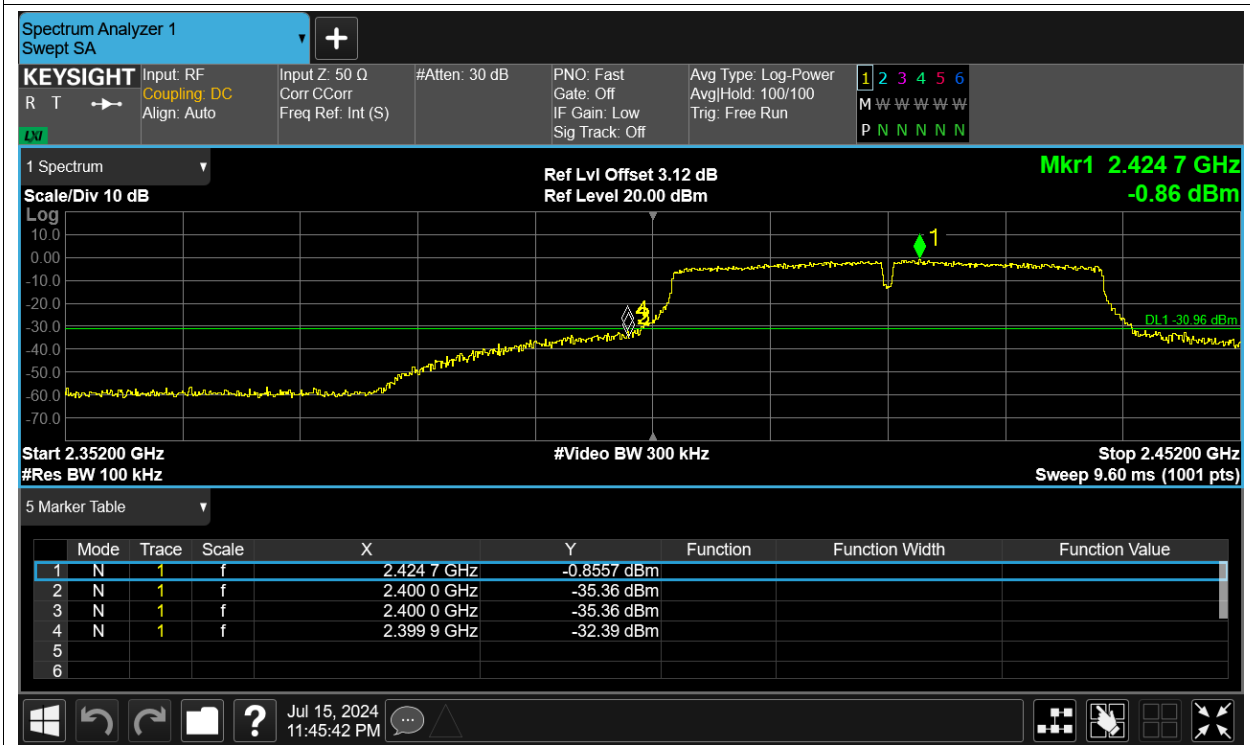 Spectrum Analyzer 1
Swept SA
+
KEYSIGHT
R T
LXI
Input: RF
Coupling: DC
Align: Auto
Input Z: 50 Ω
Corr CCorr
Freq Ref: Int (S)
#Atten: 30 dB
PNO: Fast
Gate: Off
IF Gain: Low
Sig Track: Off
Avg Type: Log-Power
Avg|Hold: 100/100
Trig: Free Run
1 2 3 4 5 6
M W W W W W
P N N N N N
1 Spectrum
Scale/Div 10 dB
Ref Lvl Offset 3.12 dB
Ref Level 20.00 dBm
Mkr1 2.424 7 GHz
-0.86 dBm
Log
10.0
0.00
-10.0
-20.0
-30.0
-40.0
-50.0
-60.0
-70.0
1
DL1 -30.96 dBm
Start 2.35200 GHz
#Res BW 100 kHz
#Video BW 300 kHz
Stop 2.45200 GHz
Sweep 9.60 ms (1001 pts)
5 Marker Table
Mode Trace Scale X Y Function Function Width Function Value
1 N 1 f 2.424 7 GHz -0.8557 dBm
2 N 1 f 2.400 0 GHz -35.36 dBm
3 N 1 f 2.400 0 GHz -35.36 dBm
4 N 1 f 2.399 9 GHz -32.39 dBm
5
6
?
Jul 15, 2024
11:45:42 PM